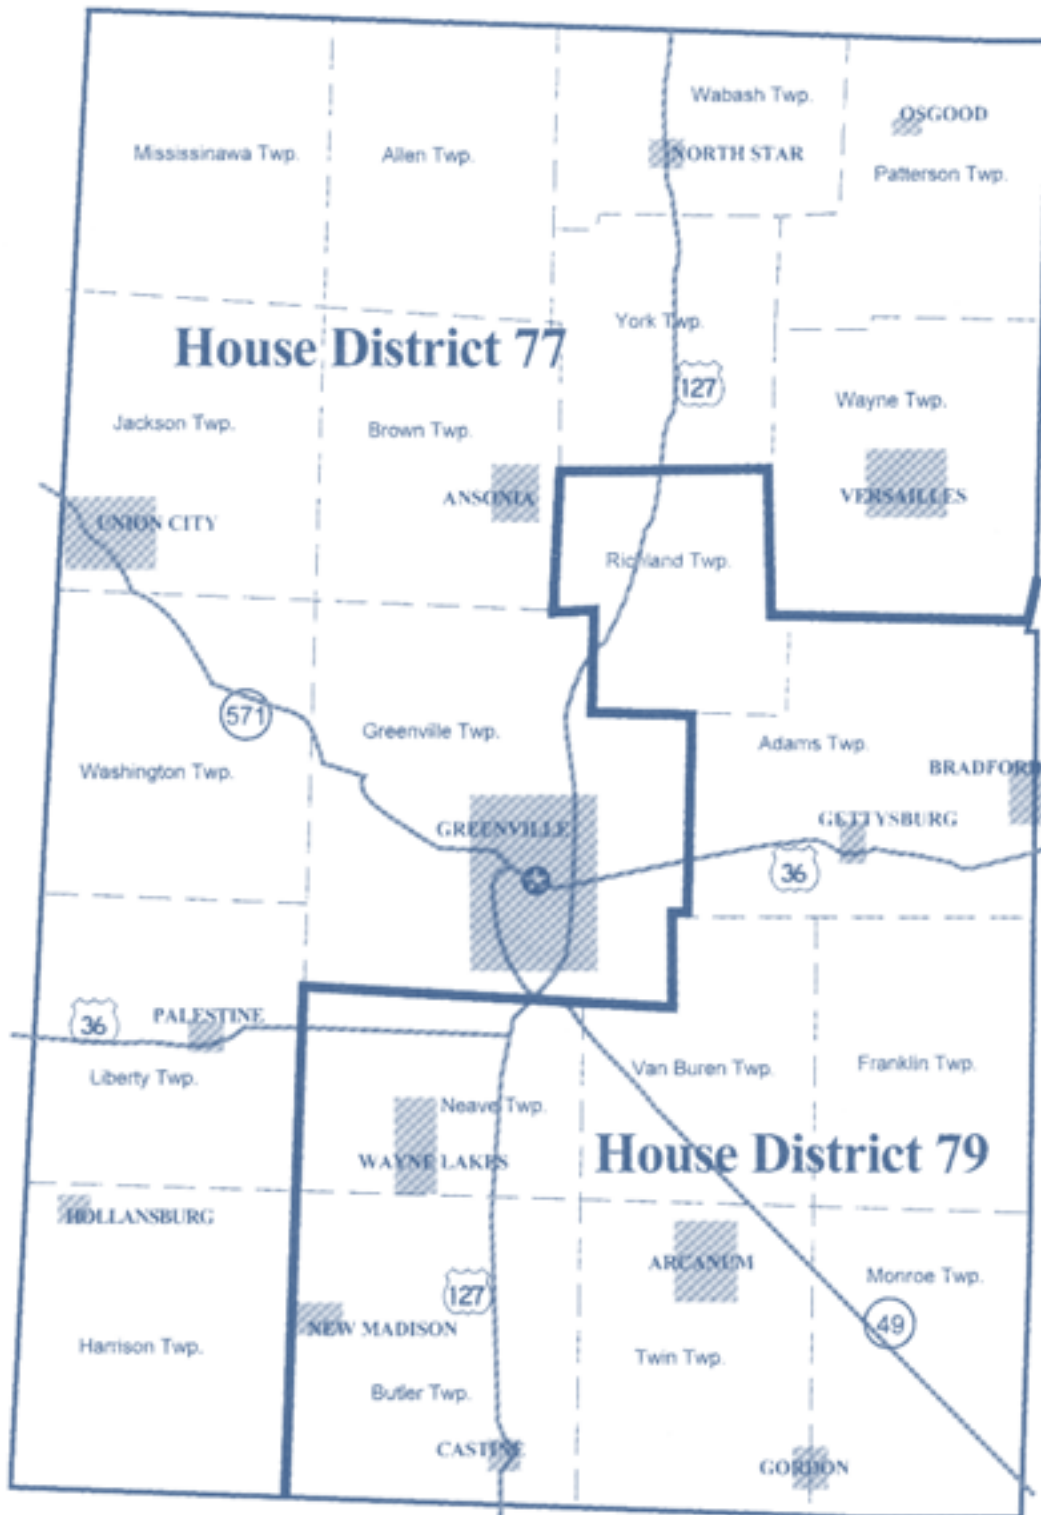 Wabash Twp.
OSGOOD
Mississinawa Twp.
Allen Twp.
NORTH STAR
Patterson Twp.
York Twp.
House District 77
127
Wayne Twp.
Jackson Twp.
Brown Twp.
ANSONIA
VERSAILLES
UNION CITY
Richland Twp.
571
Greenville Twp.
Adams Twp.
Washington Twp.
BRADFORD
GREENVILLE
GETTYSBURG
36
PALESTINE
36
Liberty Twp.
Van Buren Twp.
Franklin Twp.
Neave Twp.
House District 79
WAYNE LAKES
HOLLANSBURG
ARCANUM
Monroe Twp.
127
NEW MADISON
49
Harrison Twp.
Twin Twp.
Butler Twp.
CASTINE
GORDON